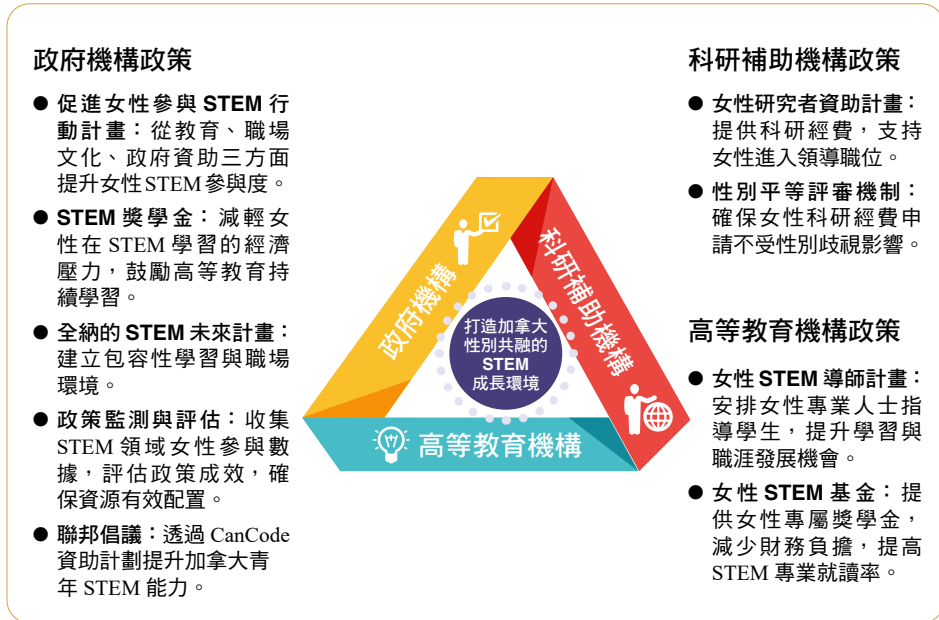 政府機構政策
● 促進女性參與 STEM 行
動計畫：從教育、職場
文化、政府資助三方面
提升女性STEM參與度。
● STEM 獎學金：減輕女
性在 STEM 學習的經濟
壓力，鼓勵高等教育持
續學習。
● 全納的 STEM 未來計畫：
建立包容性學習與職場
環境。
● 政策監測與評估：收集
STEM 領域女性參與數
據，評估政策成效，確
保資源有效配置。
● 聯邦倡議：透過 CanCode
資助計劃提升加拿大青
年 STEM 能力。
政府機構
科研補助機構
高等教育機構
打造加拿大
性別共融的
STEM
成長環境
科研補助機構政策
● 女性研究者資助計畫：
提供科研經費，支持
女性進入領導職位。
● 性別平等評審機制：
確保女性科研經費申
請不受性別歧視影響。
高等教育機構政策
● 女性 STEM 導師計畫：
安排女性專業人士指
導學生，提升學習與
職涯發展機會。
● 女性 STEM 基金：提
供女性專屬獎學金，
減少財務負擔，提高
STEM 專業就讀率。